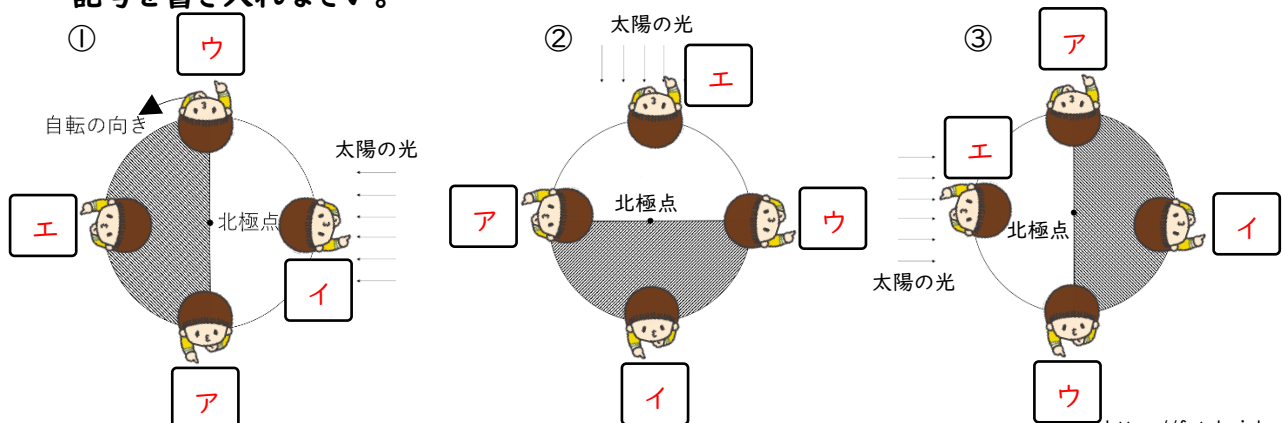 記号を書き入れなさい。
①
ウ
自転の向き
太陽の光
エ
北極点
イ
ア
②
太陽の光
エ
ア
北極点
ウ
イ
③
ア
エ
北極点
イ
太陽の光
ウ